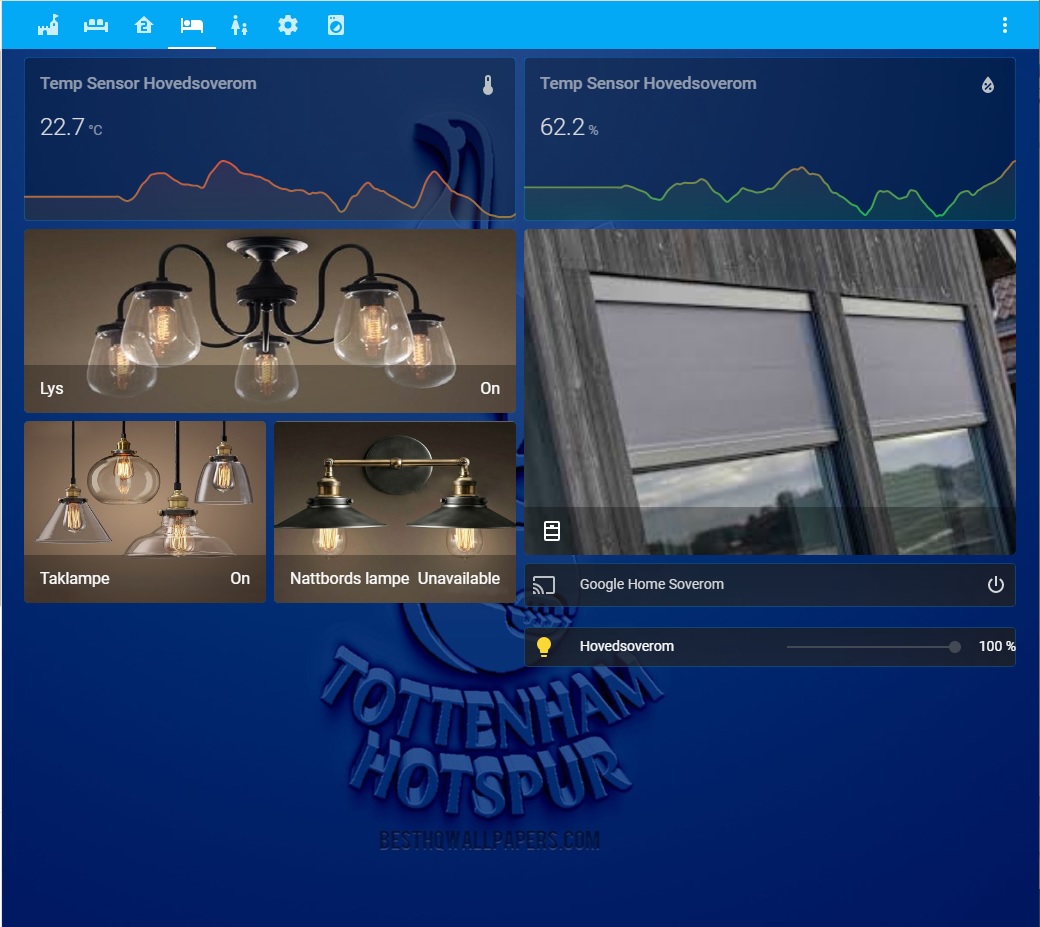 2
Temp Sensor Hovedsoverom
22.7 °C
Temp Sensor Hovedsoverom
62.2 %
Lys On
Taklampe On
Nattbords lampe Unavailable
Google Home Soverom
Hovedsoverom 100 %
TOTTENHAM
HOTSPUR
BESTHQWALLPAPERS.COM